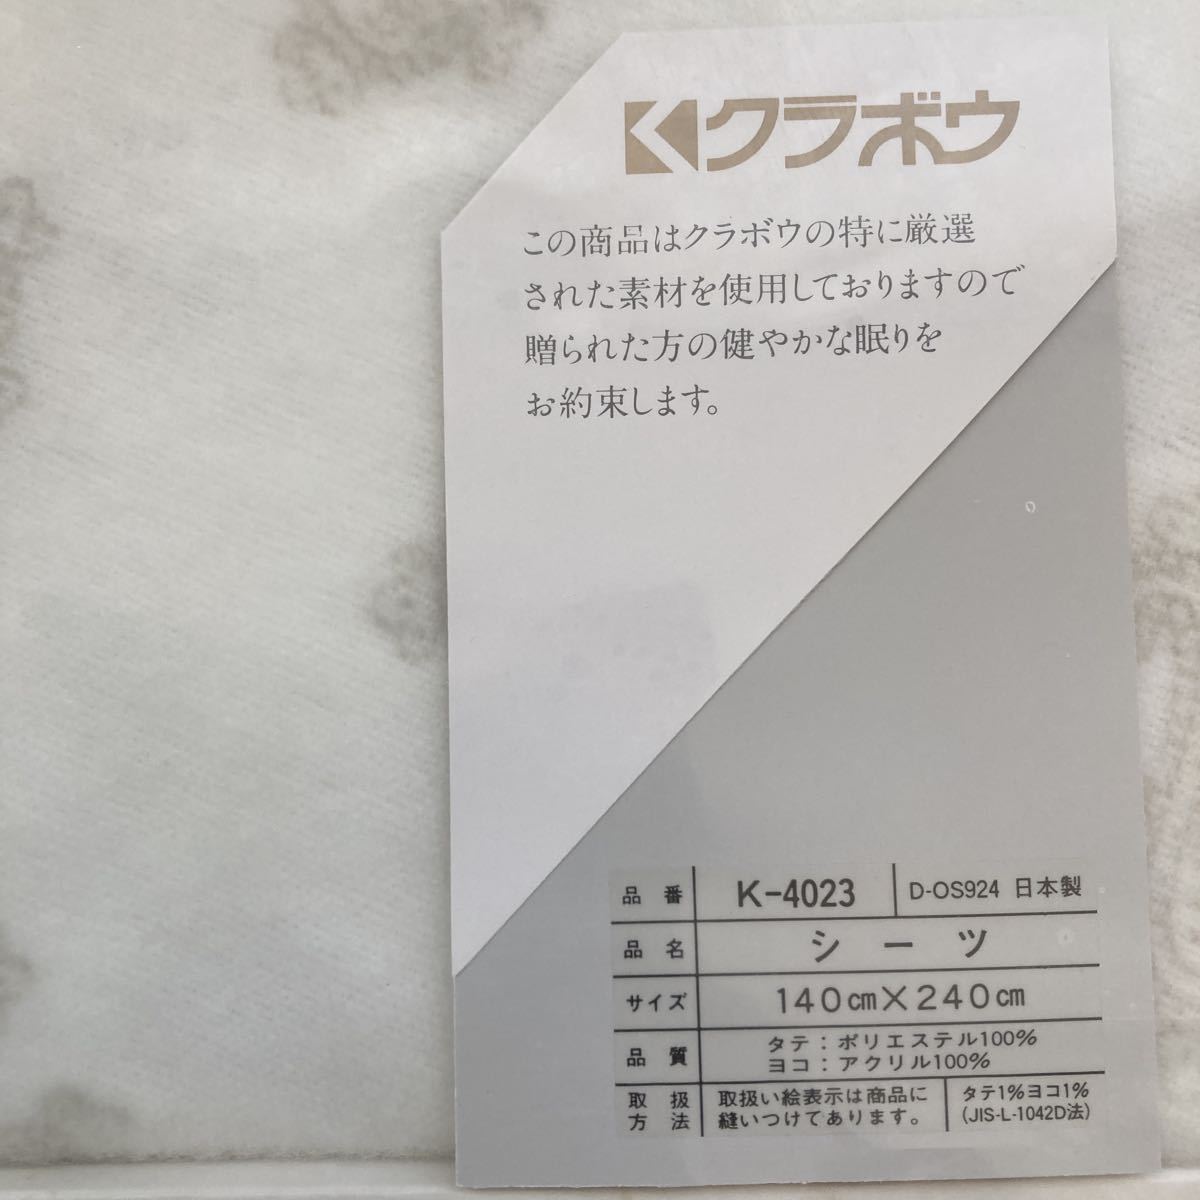 クラボウ
この商品はクラボウの特に厳選
された素材を使用しておりますので
贈られた方の健やかな眠りを
お約束します。
品番 K-4023 D-OS924 日本製
品名 シーツ
サイズ 140㎝×240㎝
品質 タテ:ポリエステル100%
ヨコ:アクリル100%
取扱 取扱い絵表示は商品に タテ1%ヨコ1%
方法 縫いつけてあります。 (JIS-L-1042D法)